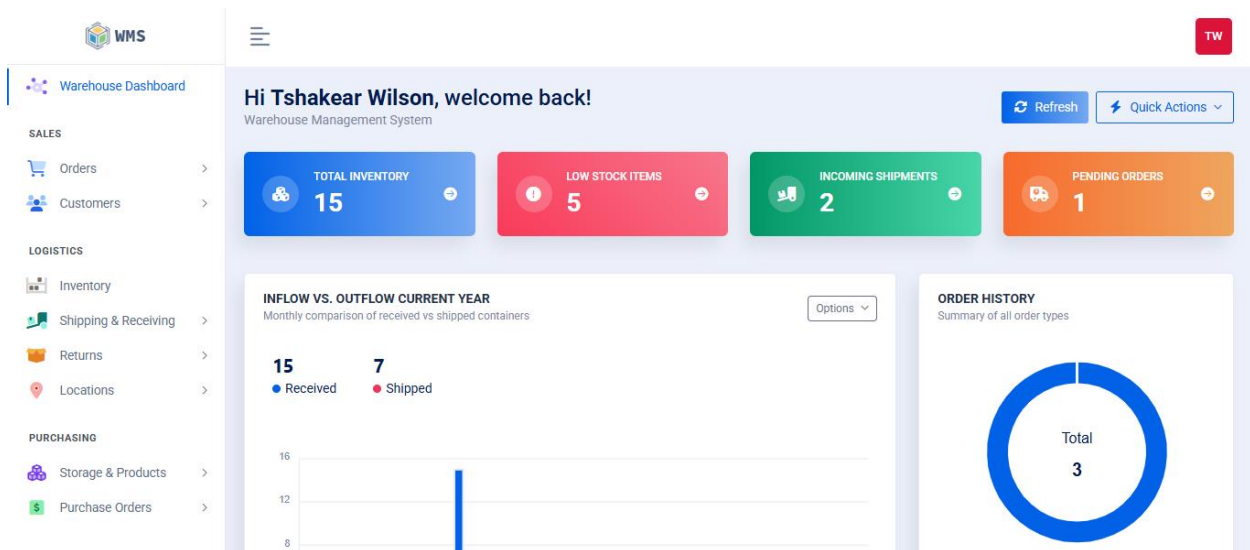 WMS
TW
Warehouse Dashboard
SALES
Orders
Customers
LOGISTICS
Inventory
Shipping & Receiving
Returns
Locations
PURCHASING
Storage & Products
Purchase Orders
Hi Tshakear Wilson, welcome back!
Warehouse Management System
Refresh
Quick Actions
TOTAL INVENTORY
15
LOW STOCK ITEMS
5
INCOMING SHIPMENTS
2
PENDING ORDERS
1
INFLOW VS. OUTFLOW CURRENT YEAR
Monthly comparison of received vs shipped containers
Options
15
Received
7
Shipped
16
12
8
ORDER HISTORY
Summary of all order types
Total
3